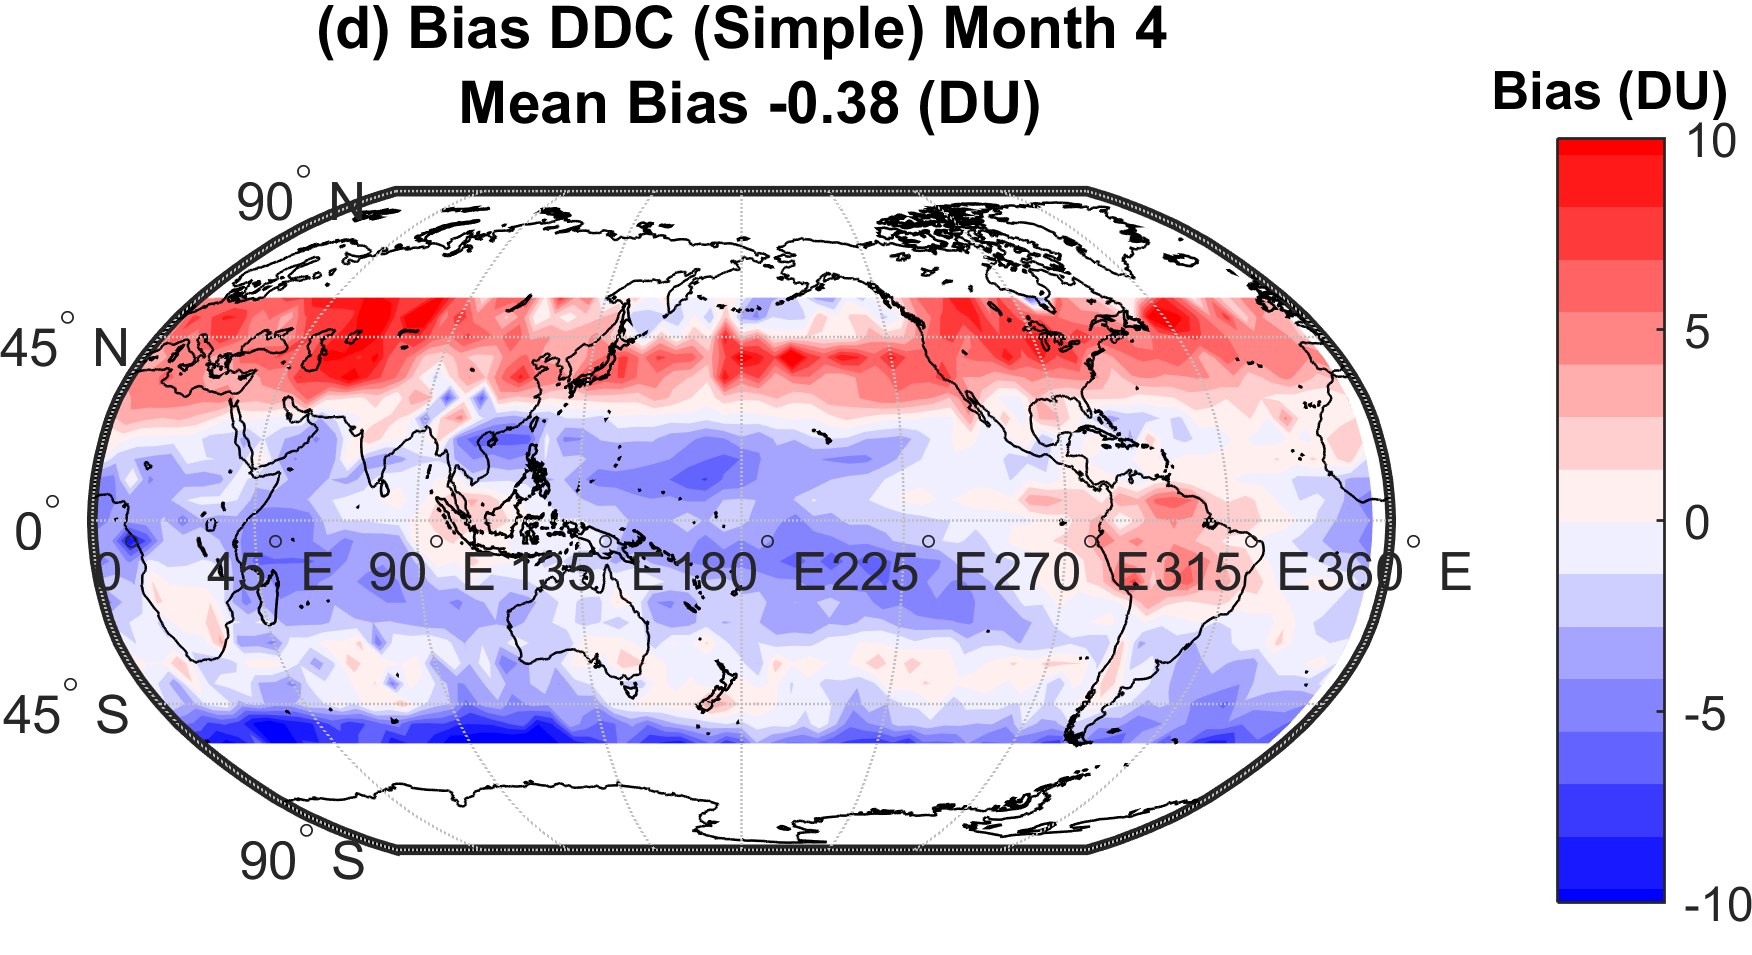 (d) Bias DDC (Simple) Month 4
Mean Bias -0.38 (DU)
Bias (DU)
10
5
0
-5
-10
90° N
45° N
0°
0° 45° E 90° E 135° E 180° E 225° E 270° E 315° E 360° E
45° S
90° S